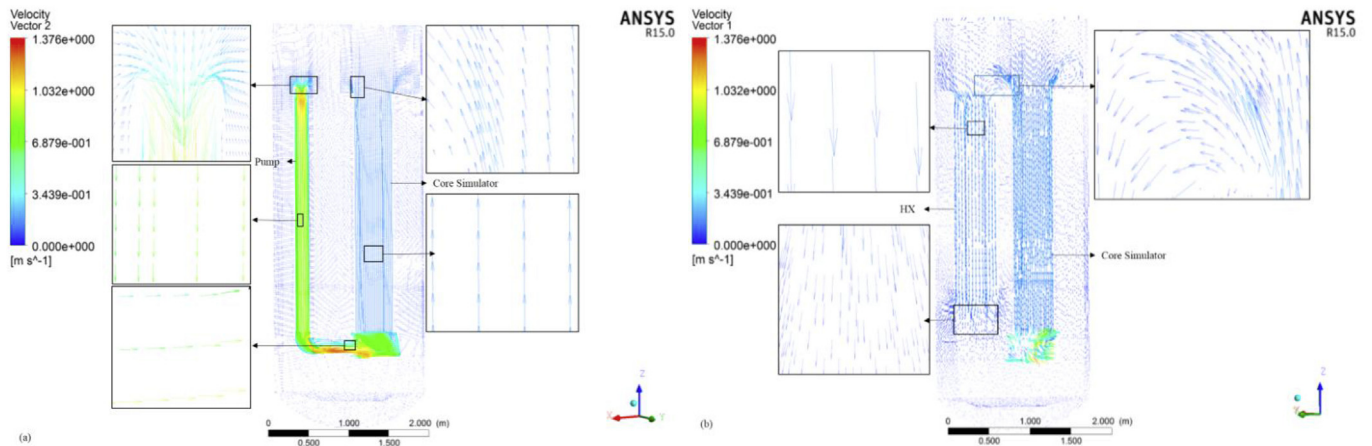 Velocity
Vector 2
1.376e+000
1.032e+000
6.879e-001
3.439e-001
0.000e+000
[m s^-1]
ANSYS
R15.0
Pump
Core Simulator
0 1.000 2.000 (m)
0.500 1.500
X
Y
Z
(a)
Velocity
Vector 1
1.376e+000
1.032e+000
6.879e-001
3.439e-001
0.000e+000
[m s^-1]
ANSYS
R15.0
HX
Core Simulator
0 1.000 2.000 (m)
0.500 1.500
X
Z
(b)